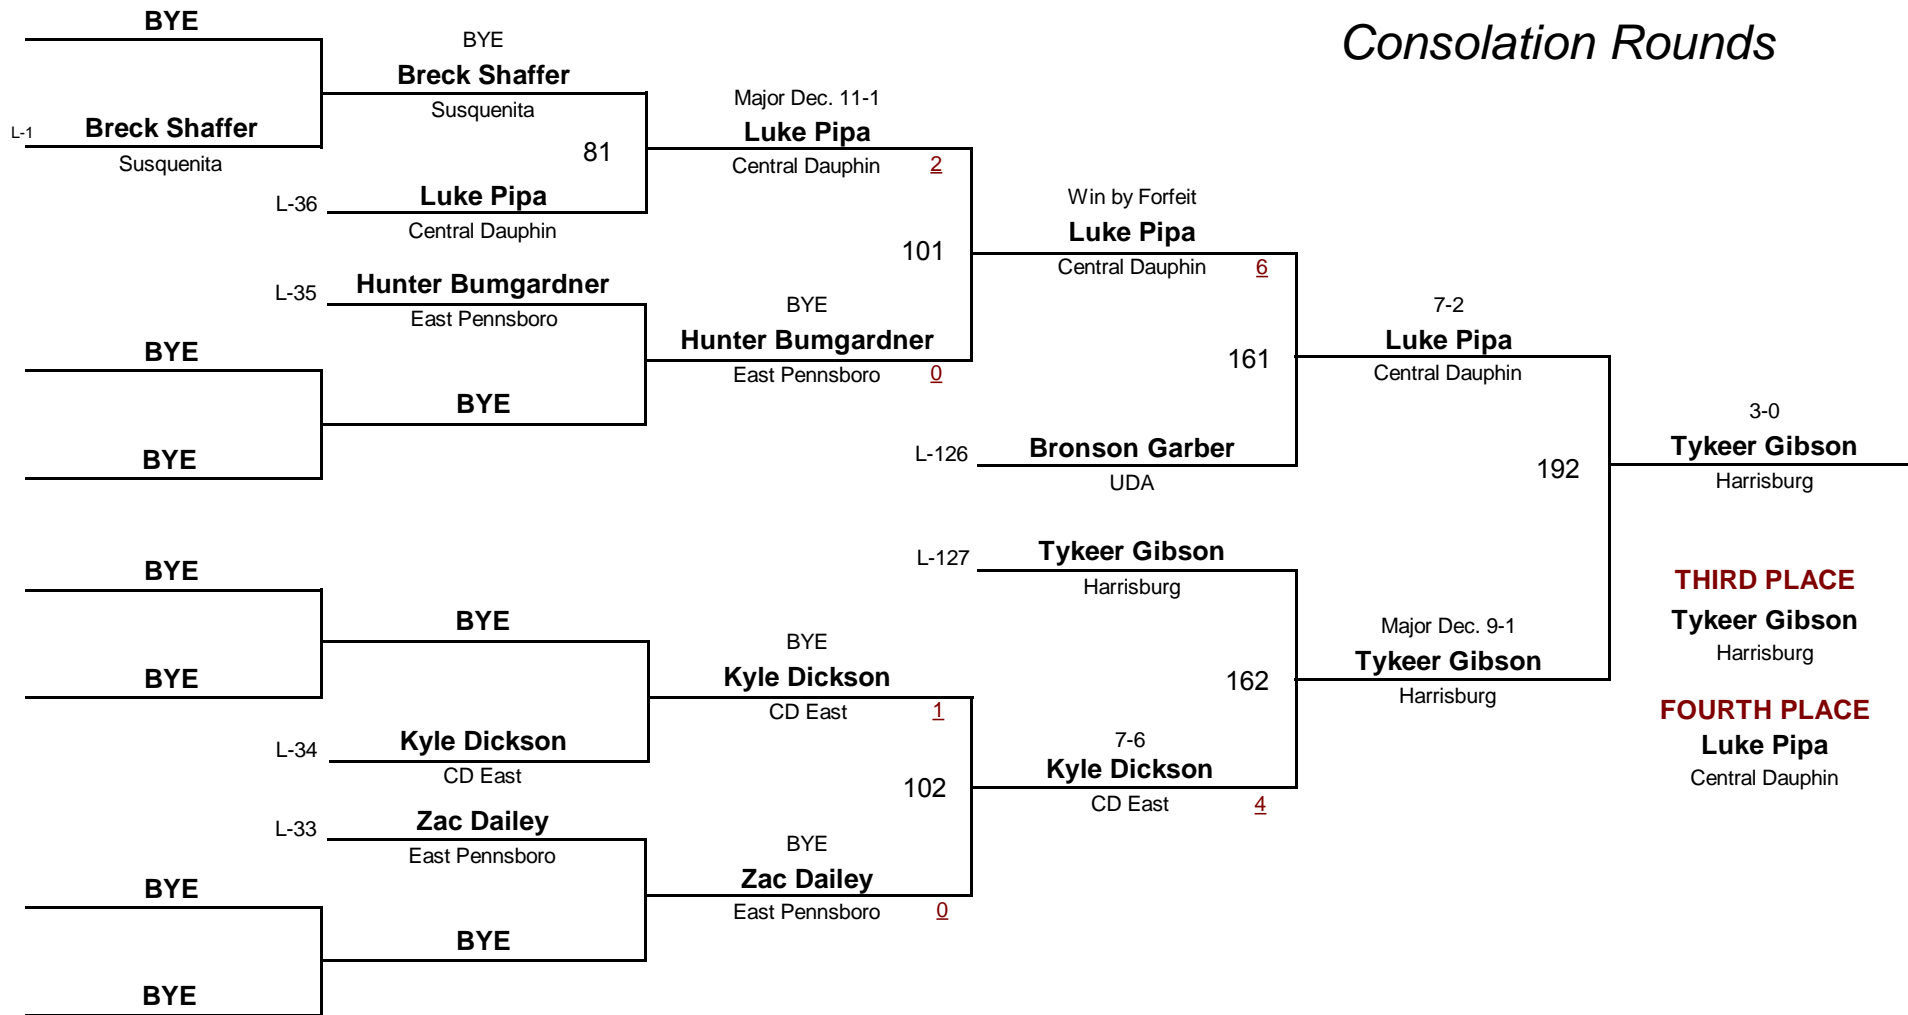 Consolation Rounds
BYE
L-1 Breck Shaffer
Susquenita
BYE
BYE
BYE
BYE
BYE
BYE
BYE
Breck Shaffer
Susquenita
81
L-36 Luke Pipa
Central Dauphin
L-35 Hunter Bumgardner
East Pennsboro
BYE
BYE
L-34 Kyle Dickson
CD East
L-33 Zac Dailey
East Pennsboro
BYE
Major Dec. 11-1
Luke Pipa
Central Dauphin 2
101
BYE
Hunter Bumgardner
East Pennsboro 0
BYE
Kyle Dickson
CD East 1
102
BYE
Zac Dailey
East Pennsboro 0
Win by Forfeit
Luke Pipa
Central Dauphin 6
161
L-126 Bronson Garber
UDA
L-127 Tykeer Gibson
Harrisburg
162
7-6
Kyle Dickson
CD East 4
7-2
Luke Pipa
Central Dauphin
192
Major Dec. 9-1
Tykeer Gibson
Harrisburg
3-0
Tykeer Gibson
Harrisburg
THIRD PLACE
Tykeer Gibson
Harrisburg
FOURTH PLACE
Luke Pipa
Central Dauphin